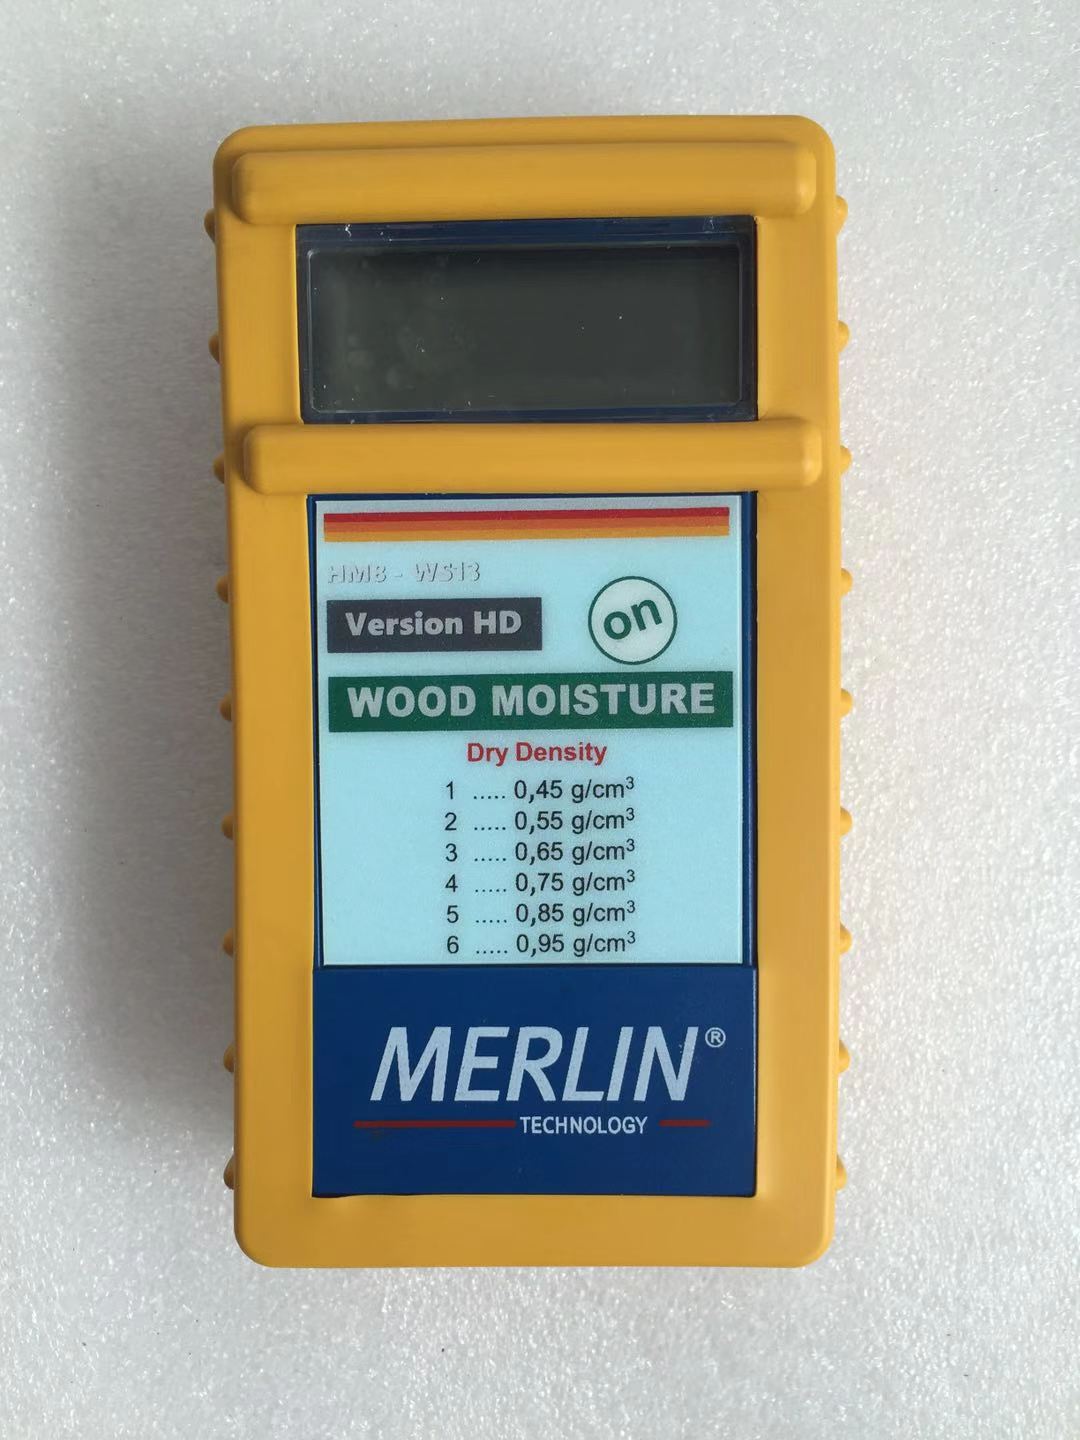 HM8 - WS13
Version HD
on
WOOD MOISTURE
Dry Density
1 ..... 0,45 g/cm³
2 ..... 0,55 g/cm³
3 ..... 0,65 g/cm³
4 ..... 0,75 g/cm³
5 ..... 0,85 g/cm³
6 ..... 0,95 g/cm³
MERLIN®
TECHNOLOGY